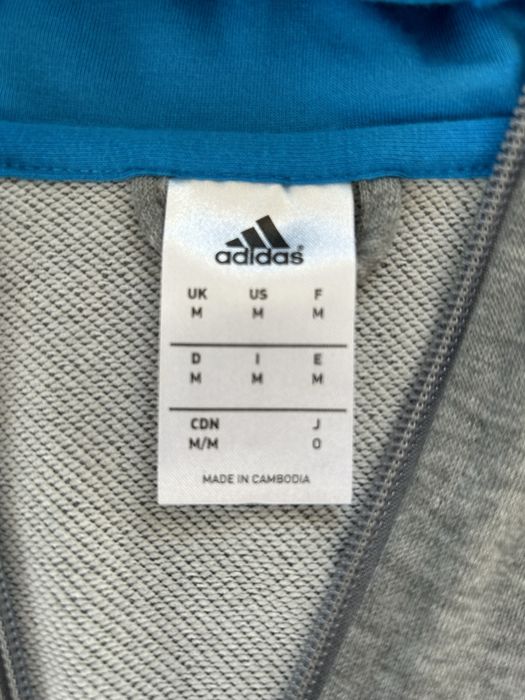 adidas
UK US F
M M M
D I E
M M M
CDN J
M/M O
MADE IN CAMBODIA